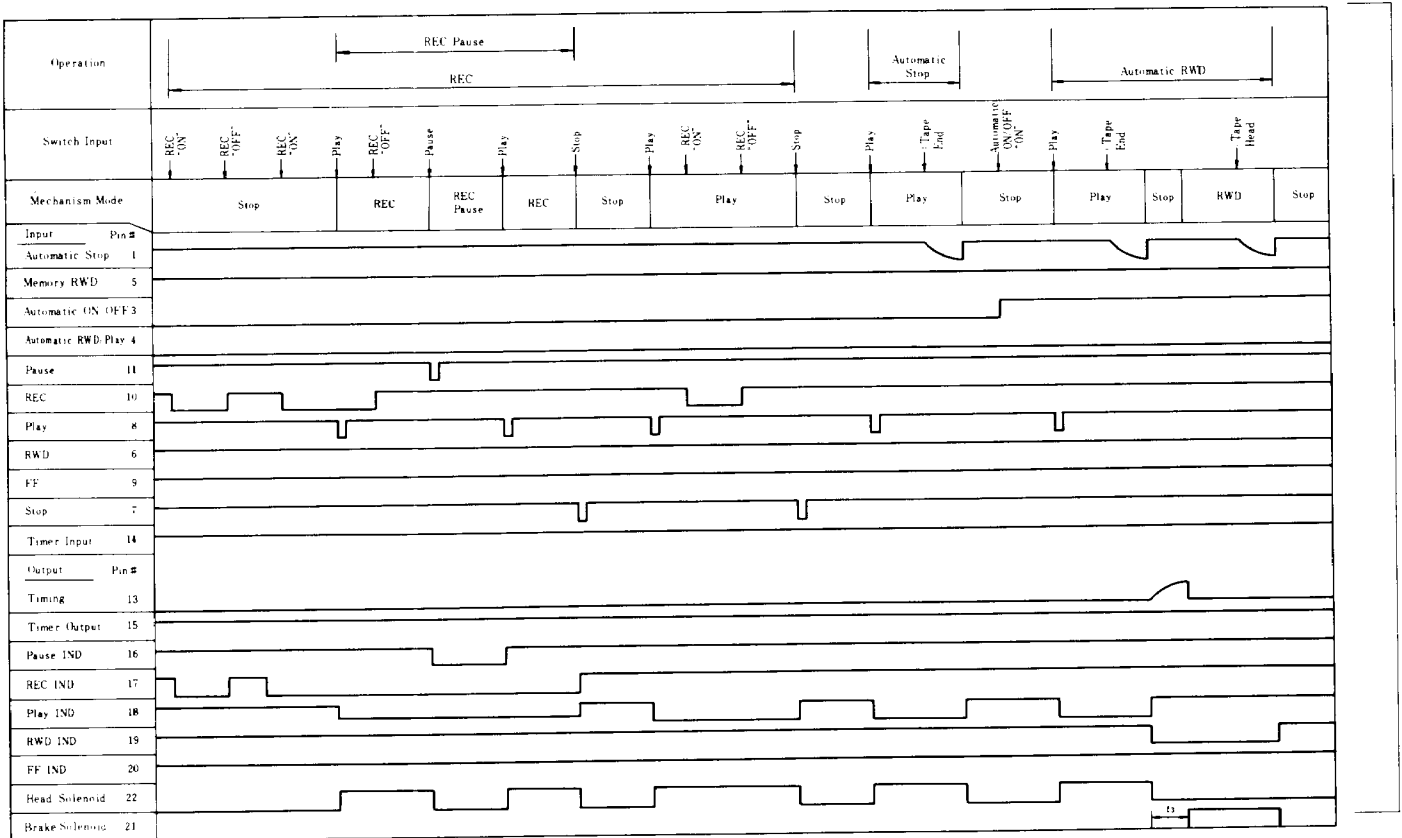 Operation
REC Pause
REC
Automatic Stop
Automatic RWD
Switch Input
REC "ON"
REC "OFF"
REC "ON"
Play
REC "OFF"
Pause
Play
Stop
Play
REC "ON"
REC "OFF"
Stop
Play
Tape End
Automatic ON/OFF "ON"
Play
Tape End
Tape Head
Mechanism Mode
Stop
REC
REC Pause
REC
Stop
Play
Stop
Play
Stop
Play
Stop
RWD
Stop
Input Pin #
Automatic Stop 1
Memory RWD 5
Automatic ON OFF 3
Automatic RWD/Play 4
Pause 11
REC 10
Play 8
RWD 6
FF 9
Stop 7
Timer Input 14
Output Pin #
Timing 13
Timer Output 15
Pause IND 16
REC IND 17
Play IND 18
RWD IND 19
FF IND 20
Head Solenoid 22
Brake Solenoid 21